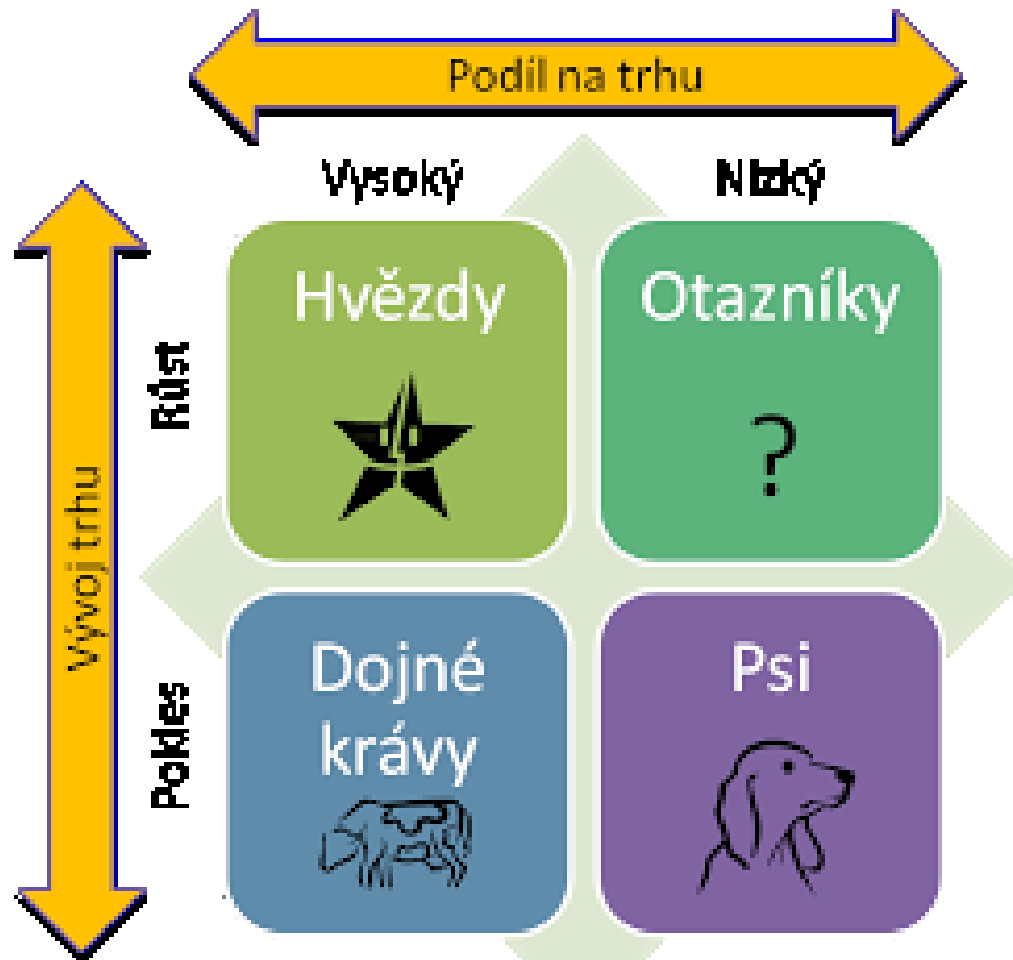 Podíl na trhu
Vysoký
Nízký
Vývoj trhu
Růst
Hvězdy
Otazníky
?
Pokles
Dojné
krávy
Psi